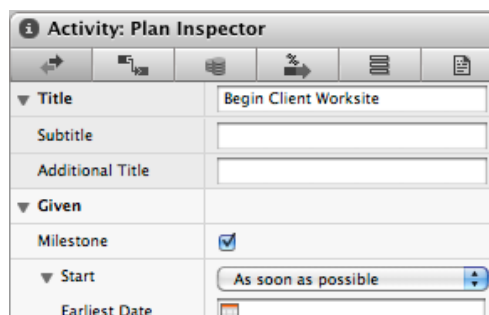 Activity: Plan Inspector
%
Title Begin Client Worksite
Subtitle
Additional Title
Given
Milestone
Start As soon as possible
Earliest Date